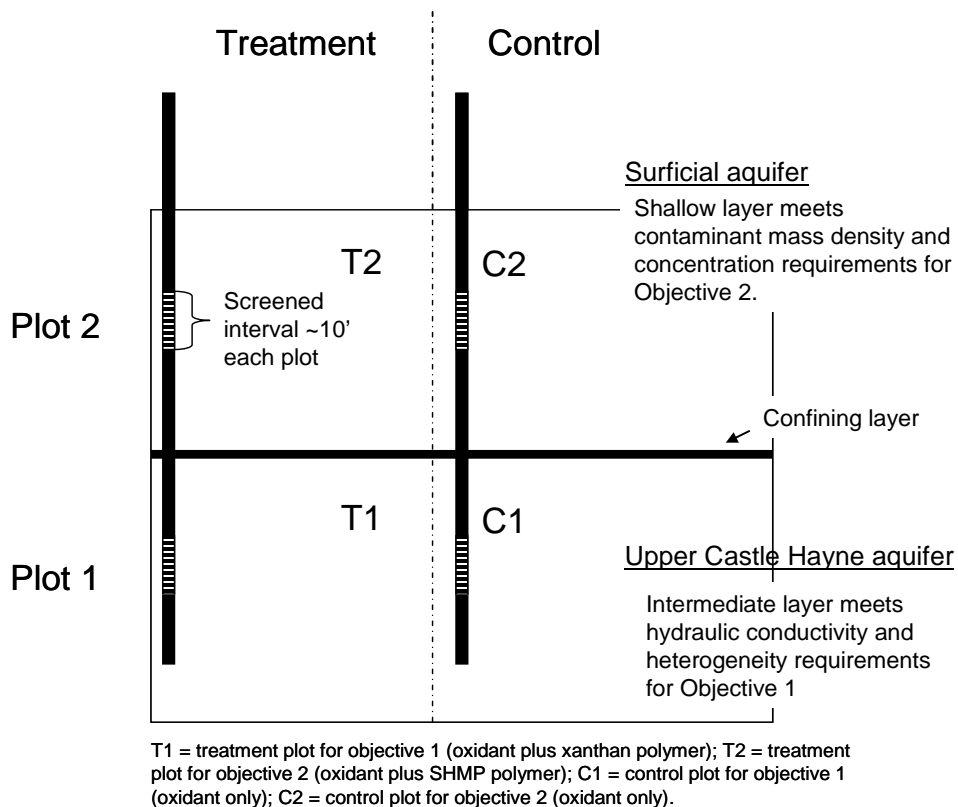 Treatment
Control
Surficial aquifer
Shallow layer meets
contaminant mass density and
concentration requirements for
Objective 2.
T2
C2
Plot 2
Screened
interval ~10’
each plot
Confining layer
T1
C1
Plot 1
Upper Castle Hayne aquifer
Intermediate layer meets
hydraulic conductivity and
heterogeneity requirements
for Objective 1
T1 = treatment plot for objective 1 (oxidant plus xanthan polymer); T2 = treatment
plot for objective 2 (oxidant plus SHMP polymer); C1 = control plot for objective 1
(oxidant only); C2 = control plot for objective 2 (oxidant only).